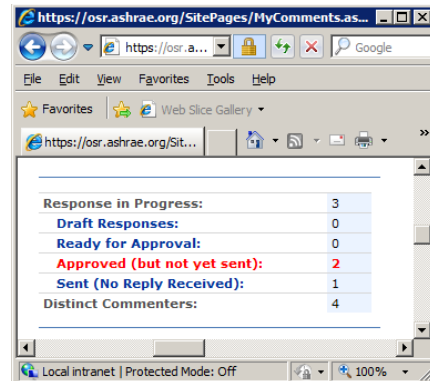 https://osr.ashrae.org/SitePages/MyComments.as...
https://osr.a... Google
File Edit View Favorites Tools Help
Favorites Web Slice Gallery
https://osr.ashrae.org/Sit... »
Response in Progress: 3
Draft Responses: 0
Ready for Approval: 0
Approved (but not yet sent): 2
Sent (No Reply Received): 1
Distinct Commenters: 4
Local intranet | Protected Mode: Off 100%